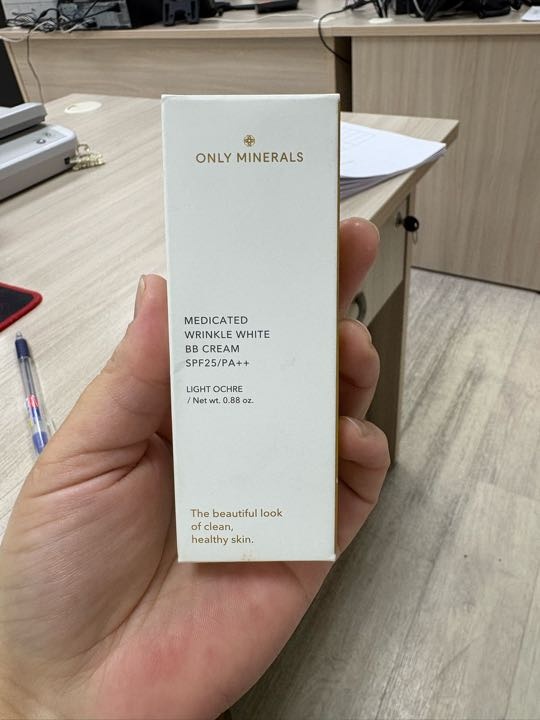 ONLY MINERALS
MEDICATED
WRINKLE WHITE
BB CREAM
SPF25/PA++
LIGHT OCHRE
/ Net wt. 0.88 oz.
The beautiful look
of clean,
healthy skin.